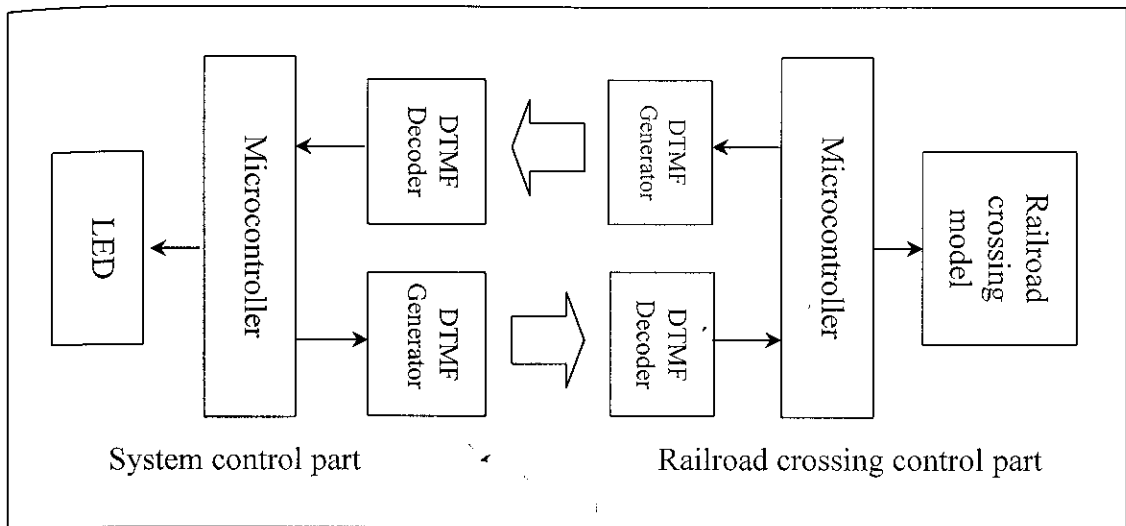 LED
Microcontroller
DTMF
Decoder
DTMF
Generator
DTMF
Generator
DTMF
Decoder
Microcontroller
Railroad
crossing
model
System control part
Railroad crossing control part